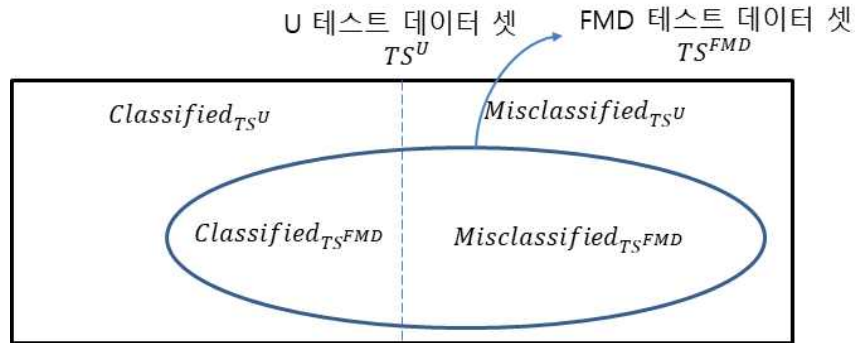 U 테스트 데이터 셋
TS^U
FMD 테스트 데이터 셋
TS^FMD
Classified_TS^U
Misclassified_TS^U
Classified_TS^FMD
Misclassified_TS^FMD